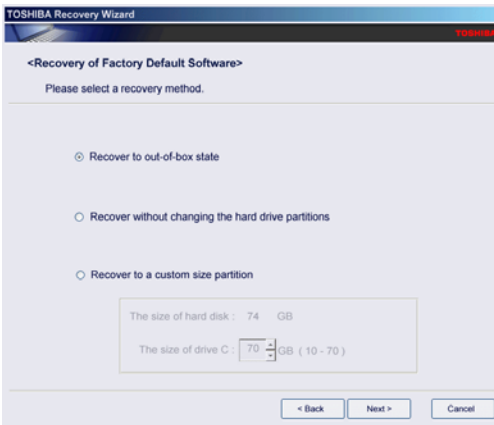 TOSHIBA Recovery Wizard
TOSHIBA
<Recovery of Factory Default Software>
Please select a recovery method.
Recover to out-of-box state
Recover without changing the hard drive partitions
Recover to a custom size partition
The size of hard disk : 74 GB
The size of drive C : 70 GB ( 10 - 70 )
< Back Next > Cancel